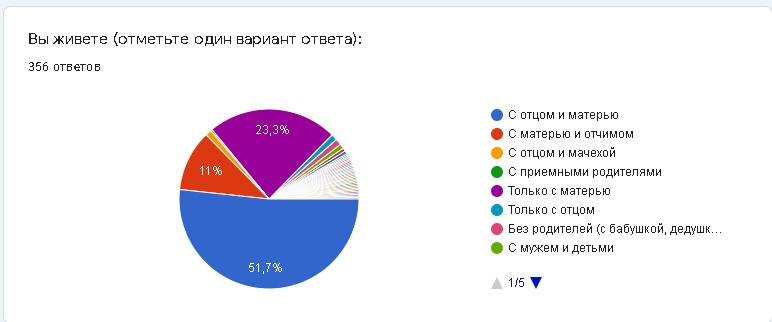 Вы живете (отметьте один вариант ответа):
356 ответов
23,3%
11%
51,7%
С отцом и матерью
С матерью и отчимом
С отцом и мачехой
С приемными родителями
Только с матерью
Только с отцом
Без родителей (с бабушкой, дедушк…
С мужем и детьми
1/5